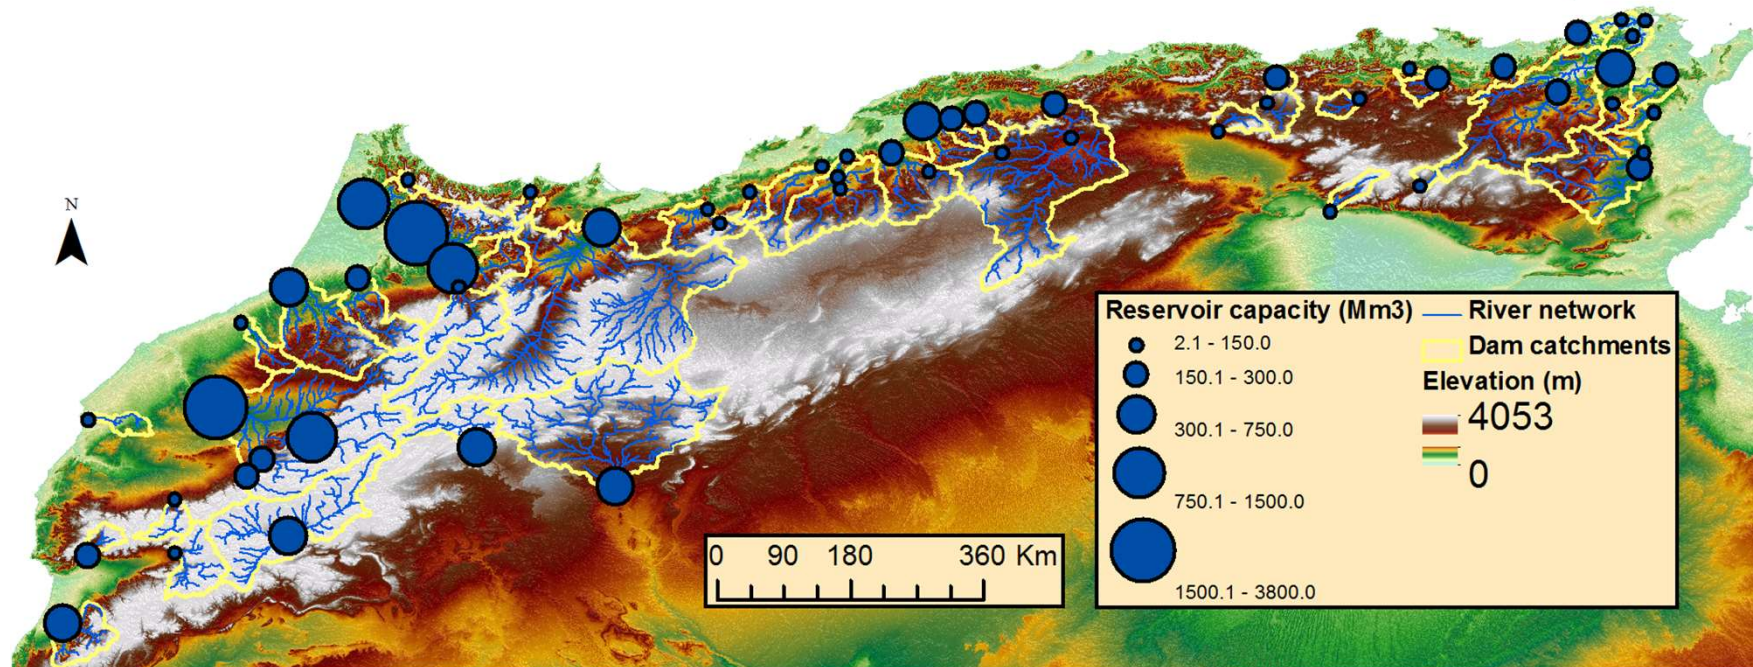 N
Reservoir capacity (Mm3)
2.1 - 150.0
150.1 - 300.0
300.1 - 750.0
750.1 - 1500.0
1500.1 - 3800.0
River network
Dam catchments
Elevation (m)
4053
0
0 90 180 360 Km